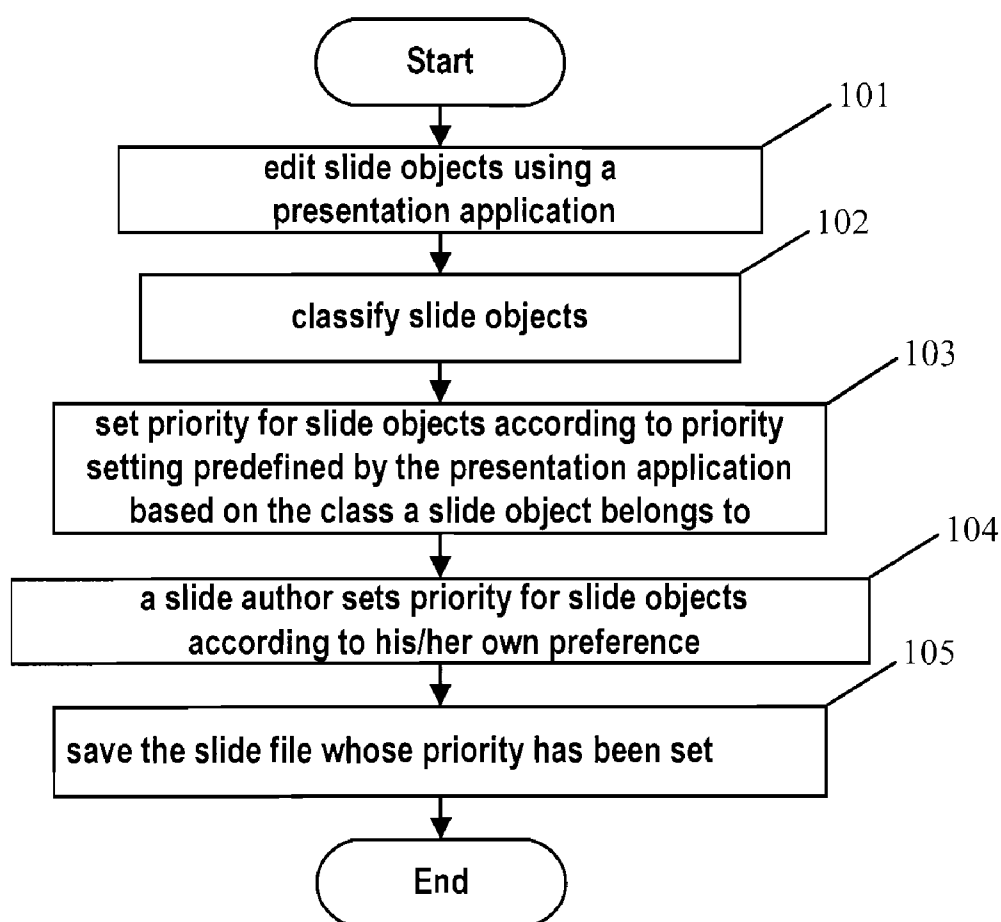 Start
101
edit slide objects using a
presentation application
102
classify slide objects
103
set priority for slide objects according to priority
setting predefined by the presentation application
based on the class a slide object belongs to
104
a slide author sets priority for slide objects
according to his/her own preference
105
save the slide file whose priority has been set
End